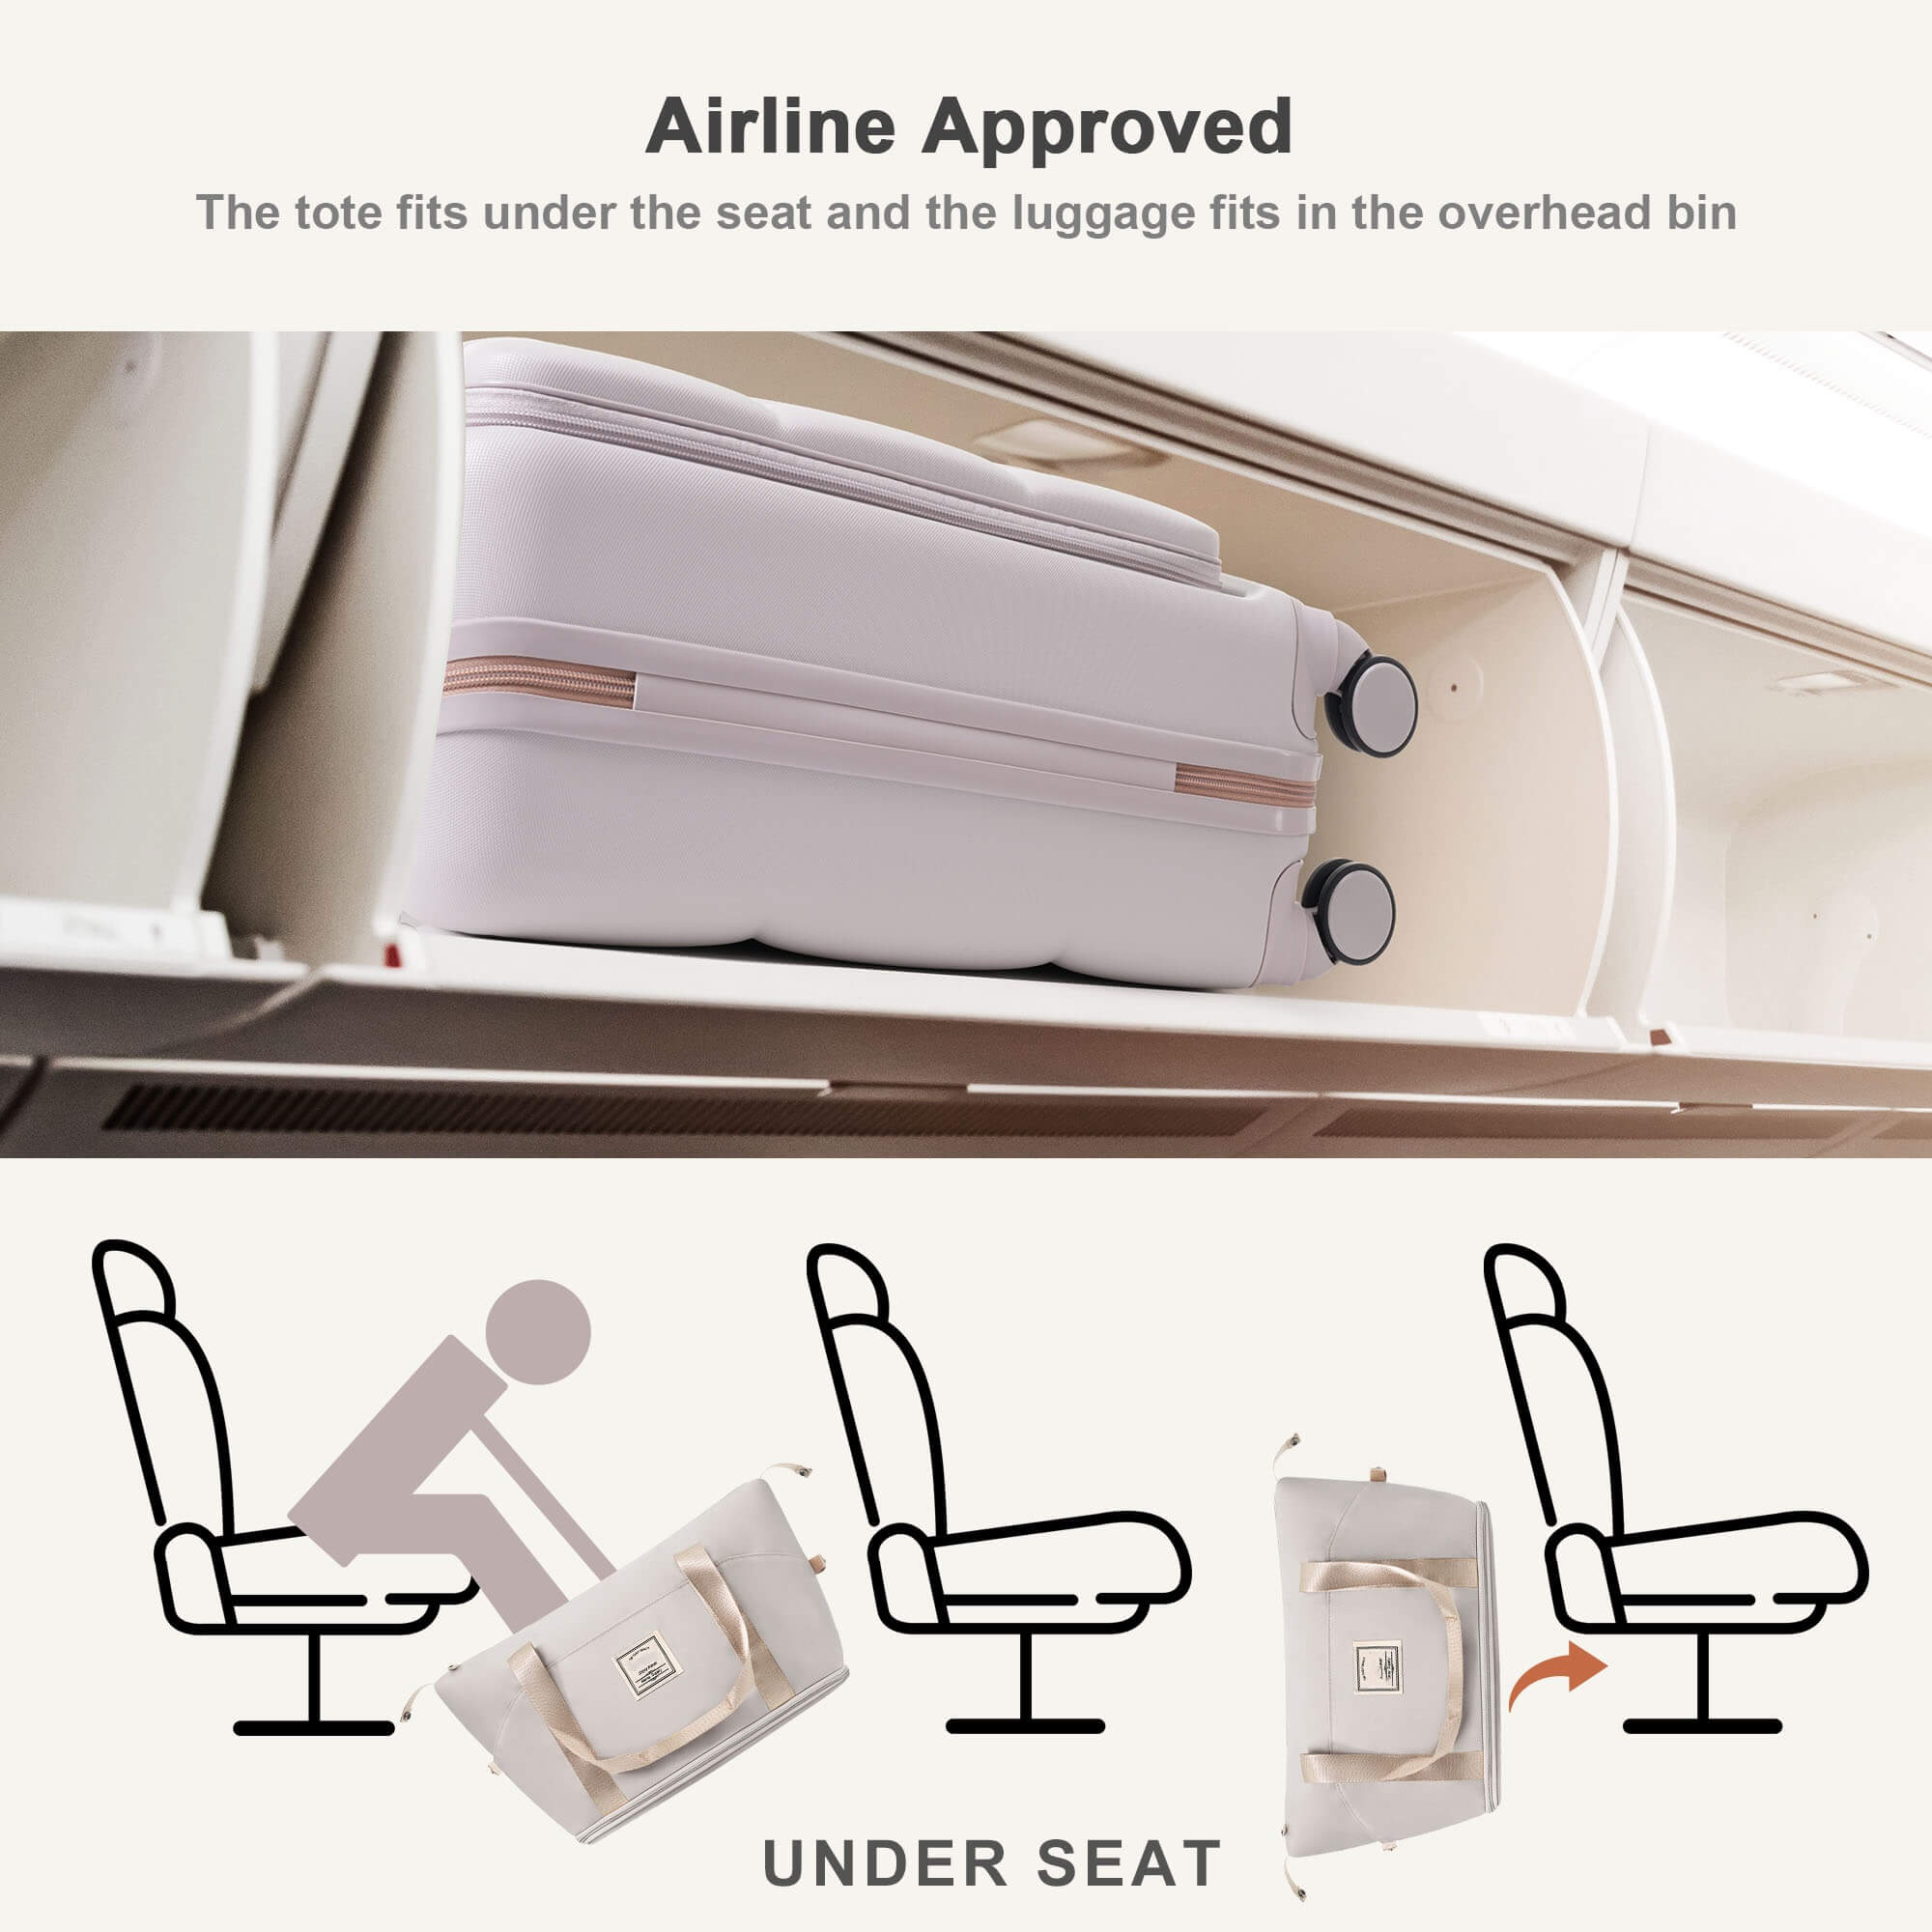 Airline Approved
The tote fits under the seat and the luggage fits in the overhead bin
UNDER SEAT